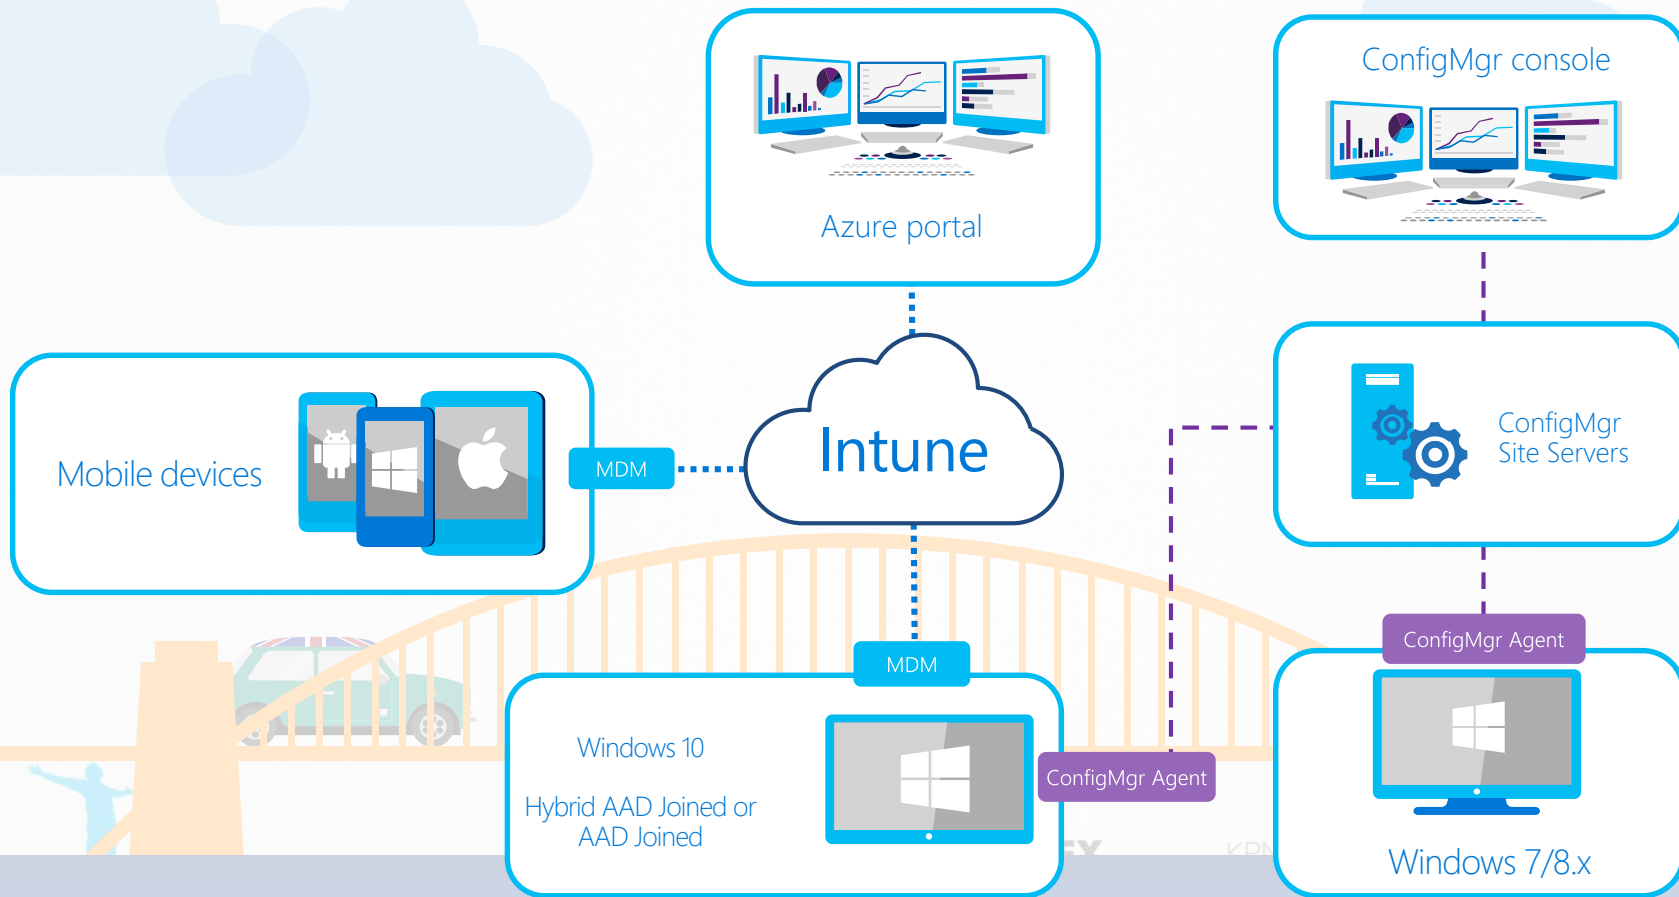 Azure portal
ConfigMgr console
Mobile devices
MDM
Intune
ConfigMgr
Site Servers
MDM
Windows 10
Hybrid AAD Joined or
AAD Joined
ConfigMgr Agent
ConfigMgr Agent
Windows 7/8.x